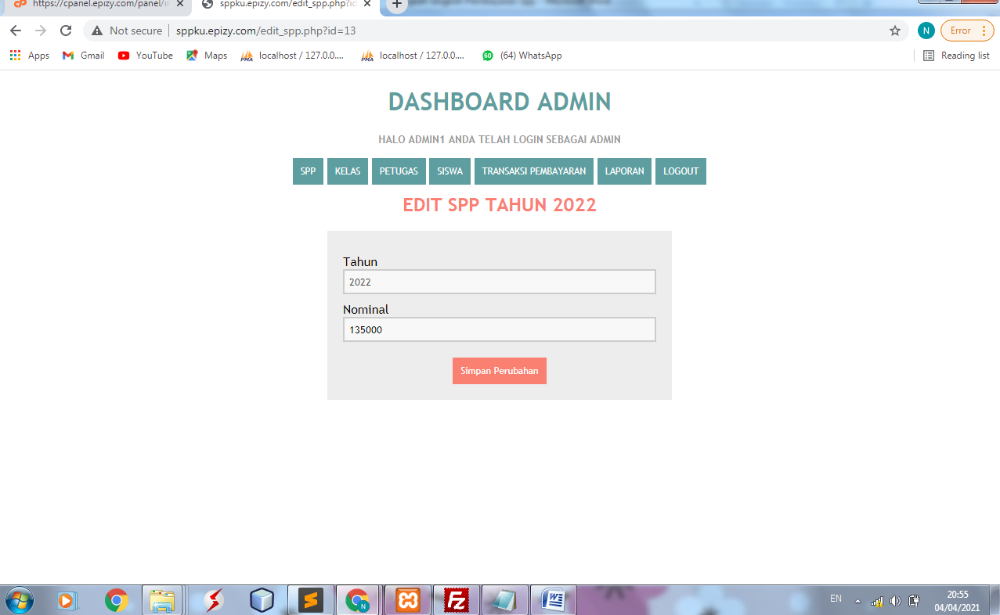 https://cpanel.epizy.com/panel/
sppku.epizy.com/edit_spp.php?id
Not secure
sppku.epizy.com/edit_spp.php?id=13
N
Error
Apps
Gmail
YouTube
Maps
localhost / 127.0.0....
localhost / 127.0.0....
60
(64) WhatsApp
Reading list
DASHBOARD ADMIN
HALO ADMIN1 ANDA TELAH LOGIN SEBAGAI ADMIN
SPP KELAS PETUGAS SISWA TRANSAKSI PEMBAYARAN LAPORAN LOGOUT
EDIT SPP TAHUN 2022
Tahun
2022
Nominal
135000
Simpan Perubahan
EN
20:55
04/04/2021